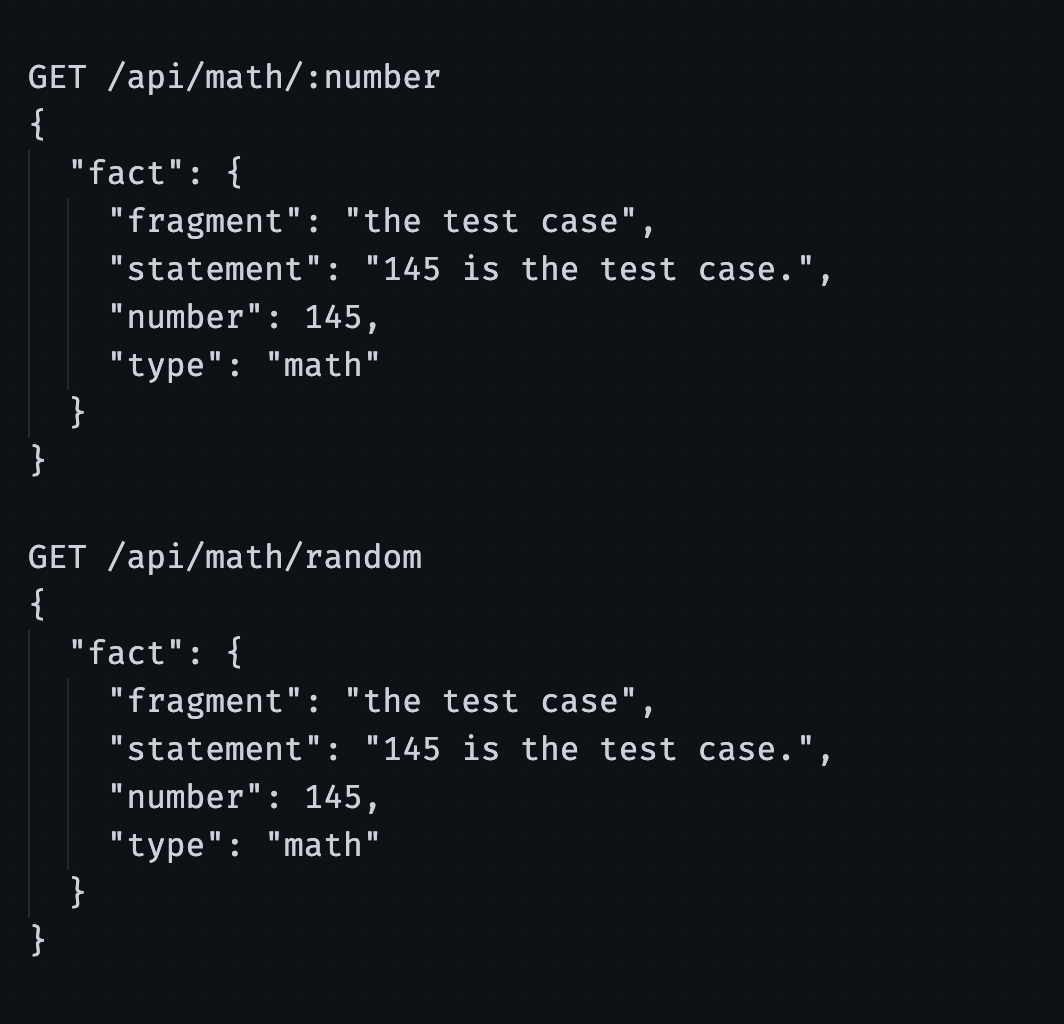 GET /api/math/:number
{
  "fact": {
    "fragment": "the test case",
    "statement": "145 is the test case.",
    "number": 145,
    "type": "math"
  }
}

GET /api/math/random
{
  "fact": {
    "fragment": "the test case",
    "statement": "145 is the test case.",
    "number": 145,
    "type": "math"
  }
}